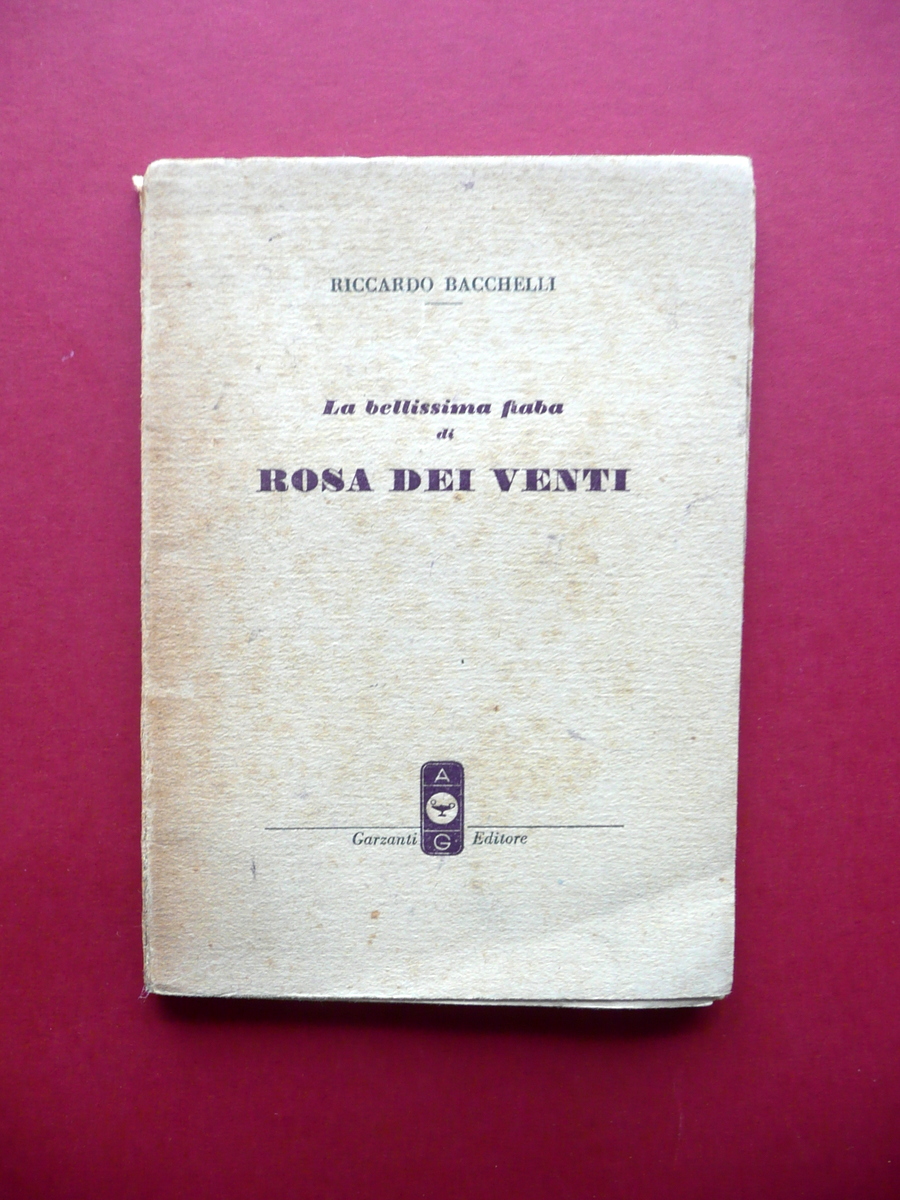 RICCARDO BACCHELLI
La bellissima fiaba
di
ROSA DEI VENTI
A
Garzanti Editore
G